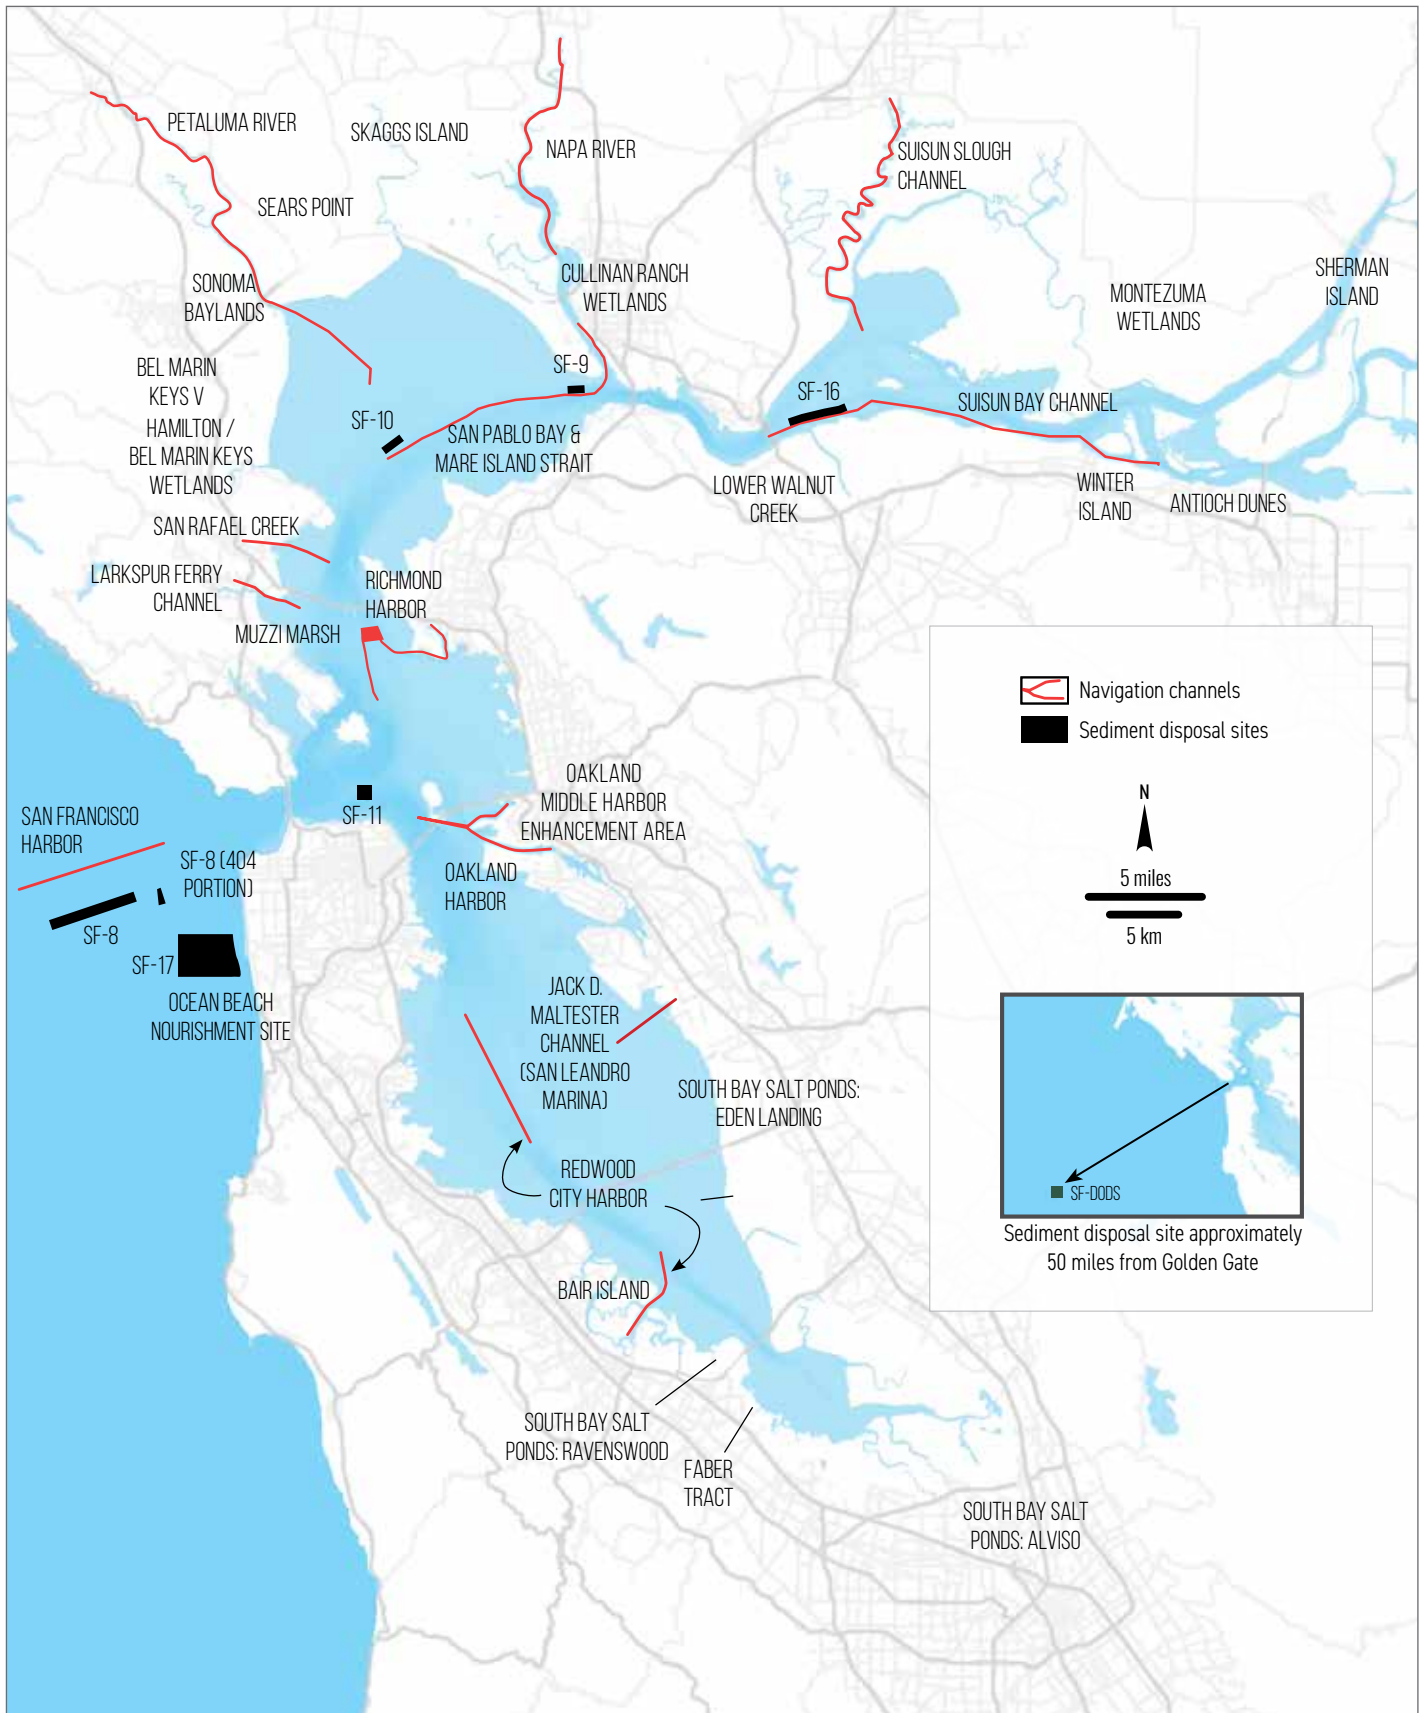 PETALUMA RIVER
SKAGGS ISLAND
NAPA RIVER
SUISUN SLOUGH
CHANNEL
SEARS POINT
SONOMA
BAYLANDS
CULLINAN RANCH
WETLANDS
MONTEZUMA
WETLANDS
SHERMAN
ISLAND
BEL MARIN
KEYS V
SF-9
SF-10
SF-16
SUISUN BAY CHANNEL
HAMILTON /
BEL MARIN KEYS
WETLANDS
SAN PABLO BAY &
MARE ISLAND STRAIT
LOWER WALNUT
CREEK
WINTER
ISLAND
ANTIOCH DUNES
SAN RAFAEL CREEK
LARKSPUR FERRY
CHANNEL
RICHMOND
HARBOR
MUZZI MARSH
Navigation channels
Sediment disposal sites
N
5 miles
5 km
OAKLAND
MIDDLE HARBOR
ENHANCEMENT AREA
SF-11
SAN FRANCISCO
HARBOR
SF-8 (404
PORTION)
OAKLAND
HARBOR
SF-8
SF-17
OCEAN BEACH
NOURISHMENT SITE
JACK D.
MALTESTER
CHANNEL
(SAN LEANDRO
MARINA)
SOUTH BAY SALT PONDS:
EDEN LANDING
REDWOOD
CITY HARBOR
SF-DODS
Sediment disposal site approximately
50 miles from Golden Gate
BAIR ISLAND
SOUTH BAY SALT
PONDS: RAVENSWOOD
FABER
TRACT
SOUTH BAY SALT
PONDS: ALVISO